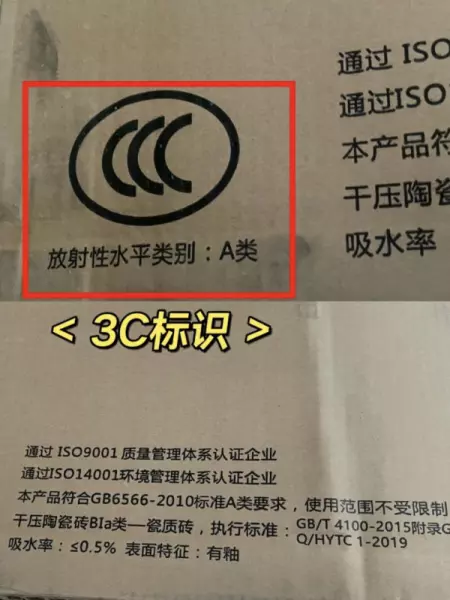 CCC
放射性水平类别：A类
通过 ISO
通过ISO
本产品符
干压陶瓷
吸水率
< 3C标识 >
通过 ISO9001 质量管理体系认证企业
通过ISO14001环境管理体系认证企业
本产品符合GB6566-2010标准A类要求，使用范围不受限制
干压陶瓷砖BIa类—瓷质砖，执行标准：GB/T 4100-2015附录G
Q/HYTC 1-2019
吸水率：≤0.5% 表面特征：有釉